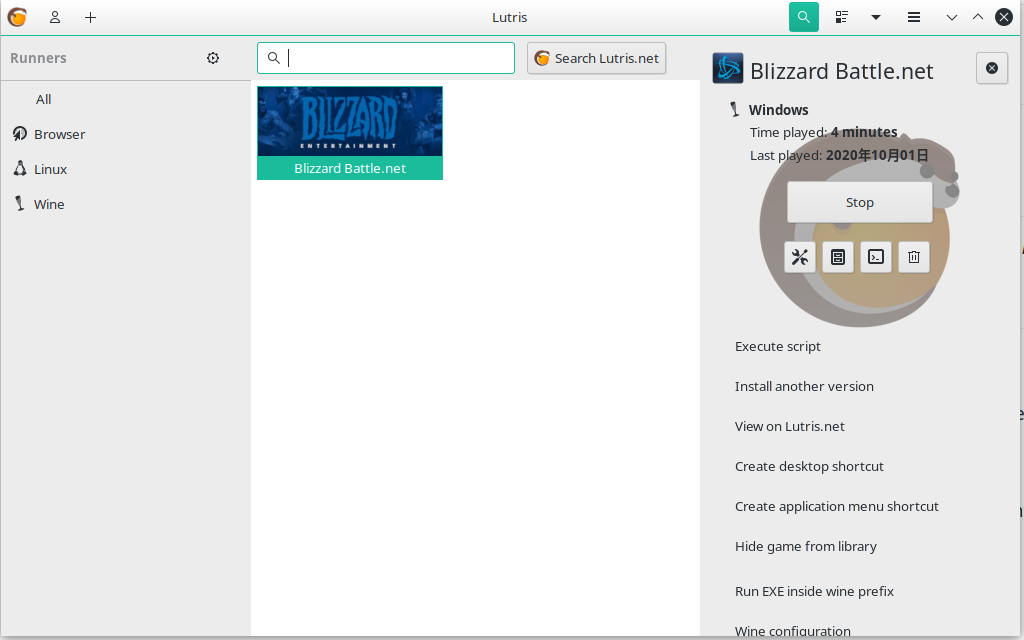 Lutris
Runners
Search Lutris.net
All
Browser
Linux
Wine
BLIZZARD
ENTERTAINMENT
Blizzard Battle.net
Blizzard Battle.net
Windows
Time played: 4 minutes
Last played: 2020年10月01日
Stop
Execute script
Install another version
View on Lutris.net
Create desktop shortcut
Create application menu shortcut
Hide game from library
Run EXE inside wine prefix
Wine configuration